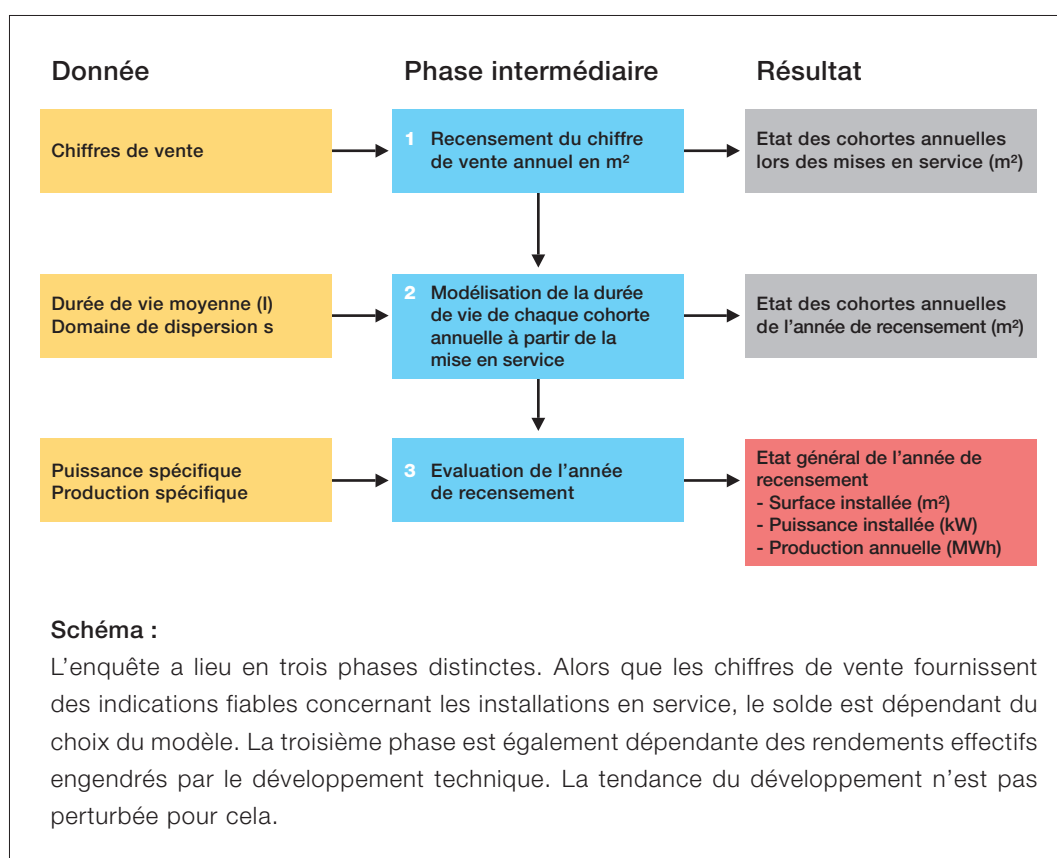 Donnée
Phase intermédiaire
Résultat
Chiffres de vente
1 Recensement du chiffre
de vente annuel en m²
Etat des cohortes annuelles
lors des mises en service (m²)
Durée de vie moyenne (l)
Domaine de dispersion s
2 Modélisation de la durée
de vie de chaque cohorte
annuelle à partir de la
mise en service
Etat des cohortes annuelles
de l’année de recensement (m²)
Puissance spécifique
Production spécifique
3 Evaluation de l’année
de recensement
Etat général de l’année de
recensement
- Surface installée (m²)
- Puissance installée (kW)
- Production annuelle (MWh)
Schéma :
L’enquête a lieu en trois phases distinctes. Alors que les chiffres de vente fournissent
des indications fiables concernant les installations en service, le solde est dépendant du
choix du modèle. La troisième phase est également dépendante des rendements effectifs
engendrés par le développement technique. La tendance du développement n’est pas
perturbée pour cela.